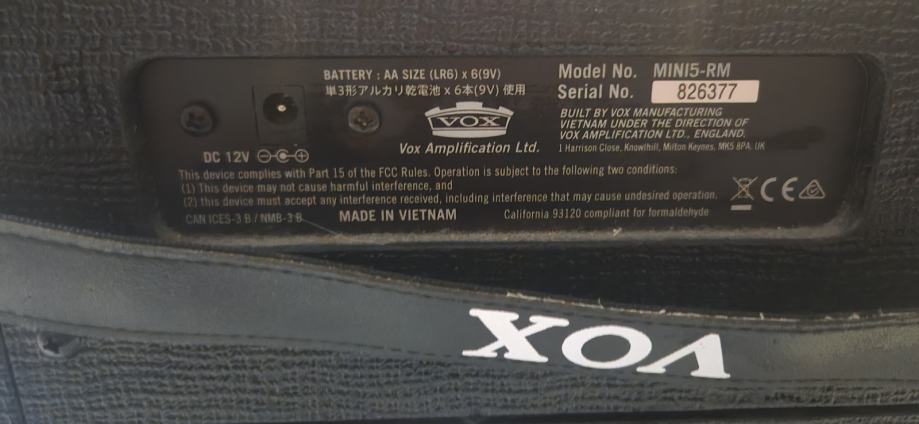 BATTERY : AA SIZE (LR6) x 6(9V)
単3形アルカリ乾電池 x 6本(9V) 使用
VOX
Vox Amplification Ltd.
DC 12V
Model No. MINI5-RM
Serial No. 826377
BUILT BY VOX MANUFACTURING
VIETNAM UNDER THE DIRECTION OF
VOX AMPLIFICATION LTD., ENGLAND.
1 Harrison Close, Knowlhill, Milton Keynes, MK5 8PA. UK
This device complies with Part 15 of the FCC Rules. Operation is subject to the following two conditions:
(1) This device may not cause harmful interference, and
(2) this device must accept any interference received, including interference that may cause undesired operation.
CE
CAN ICES-3 B / NMB-3 B
MADE IN VIETNAM
California 93120 compliant for formaldehyde
VOX